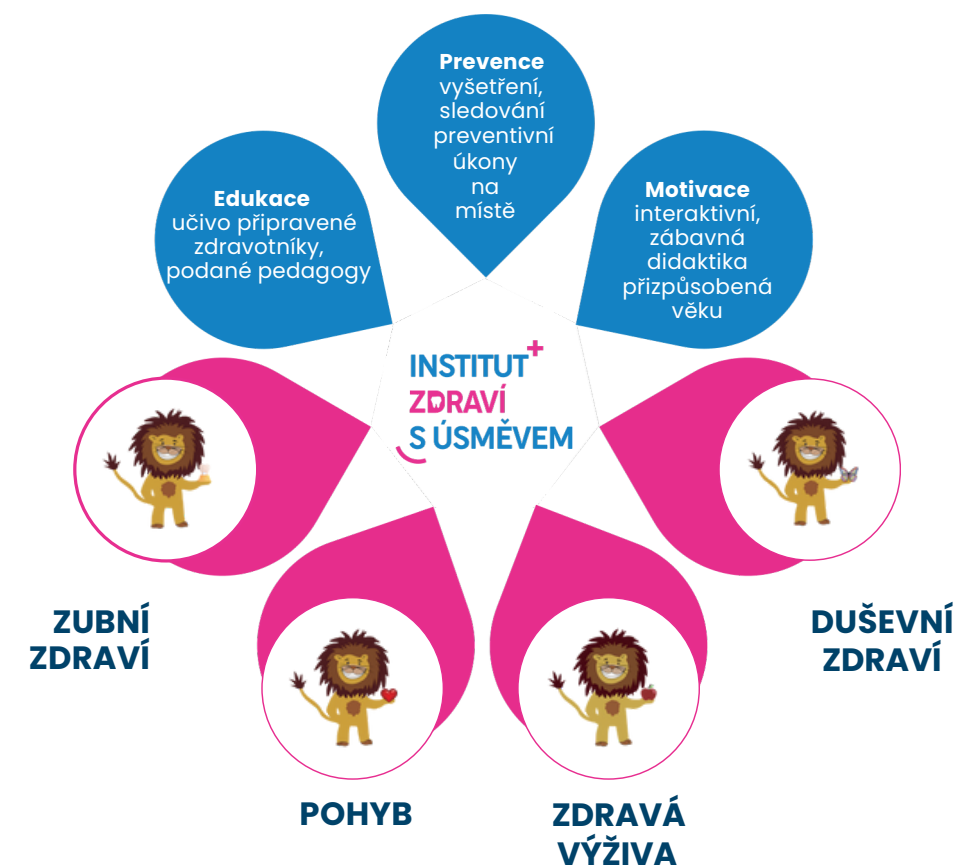 Prevence
vyšetření,
sledování
preventivní
úkony
na
místě
Edukace
učivo připravené
zdravotníky,
podané pedagogy
Motivace
interaktivní,
zábavná
didaktika
přizpůsobená
věku
INSTITUT+
ZDRAVÍ
S ÚSMĚVEM
ZUBNÍ
ZDRAVÍ
DUŠEVNÍ
ZDRAVÍ
POHYB
ZDRAVÁ
VÝŽIVA